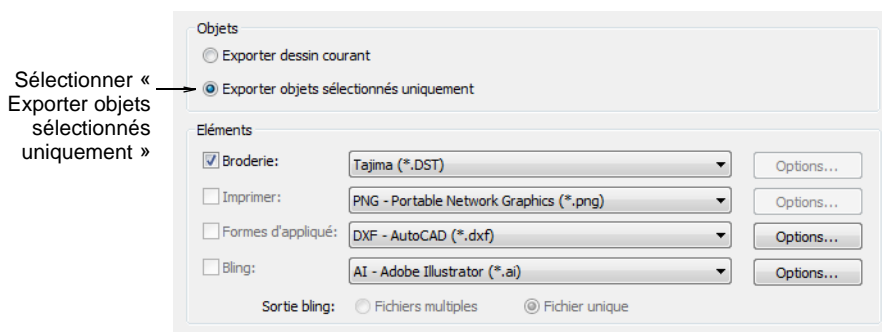 Objets
Exporter dessin courant
Sélectionner «
Exporter objets
sélectionnés
uniquement »
Exporter objets sélectionnés uniquement
Eléments
Broderie: Tajima (*.DST) Options...
Imprimer: PNG - Portable Network Graphics (*.png) Options...
Formes d'appliqué: DXF - AutoCAD (*.dxf) Options...
Bling: AI - Adobe Illustrator (*.ai) Options...
Sortie bling: Fichiers multiples Fichier unique